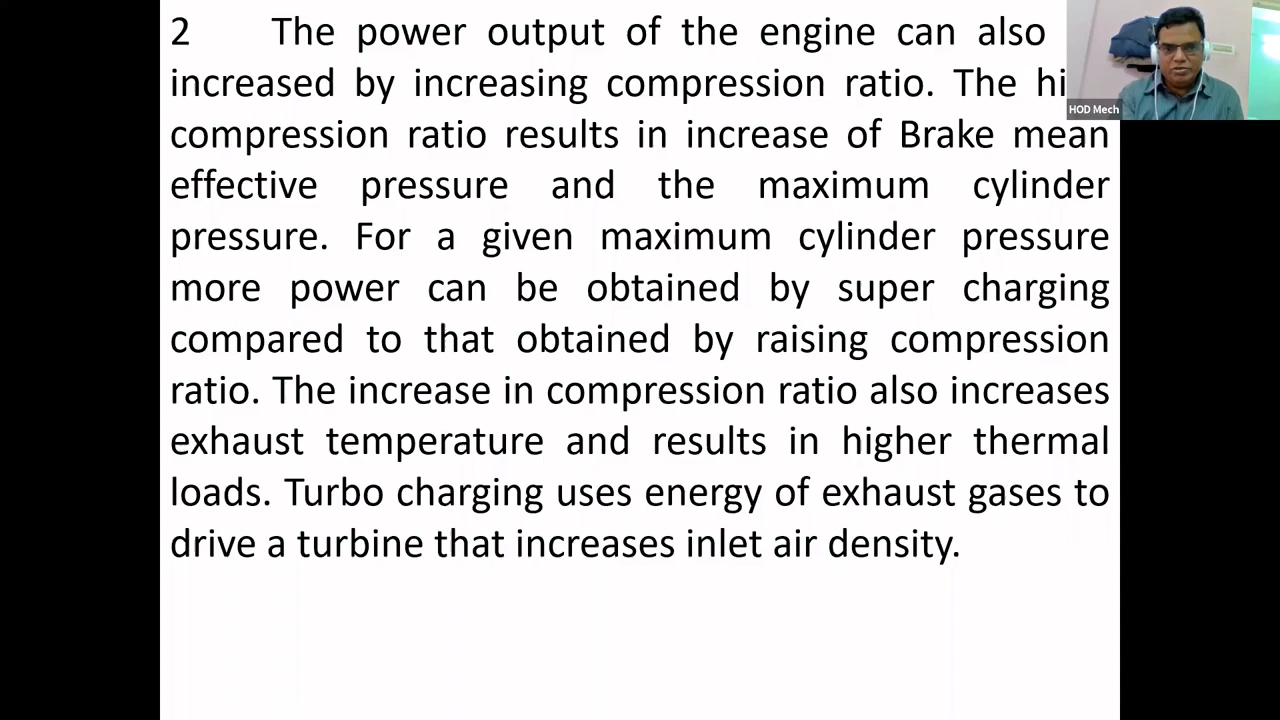 2 The power output of the engine can also
increased by increasing compression ratio. The
compression ratio results in increase of Brake mean
effective pressure and the maximum cylinder
pressure. For a given maximum cylinder pressure
more power can be obtained by super charging
compared to that obtained by raising compression
ratio. The increase in compression ratio also increases
exhaust temperature and results in higher thermal
loads. Turbo charging uses energy of exhaust gases to
drive a turbine that increases inlet air density.
HOD Mech